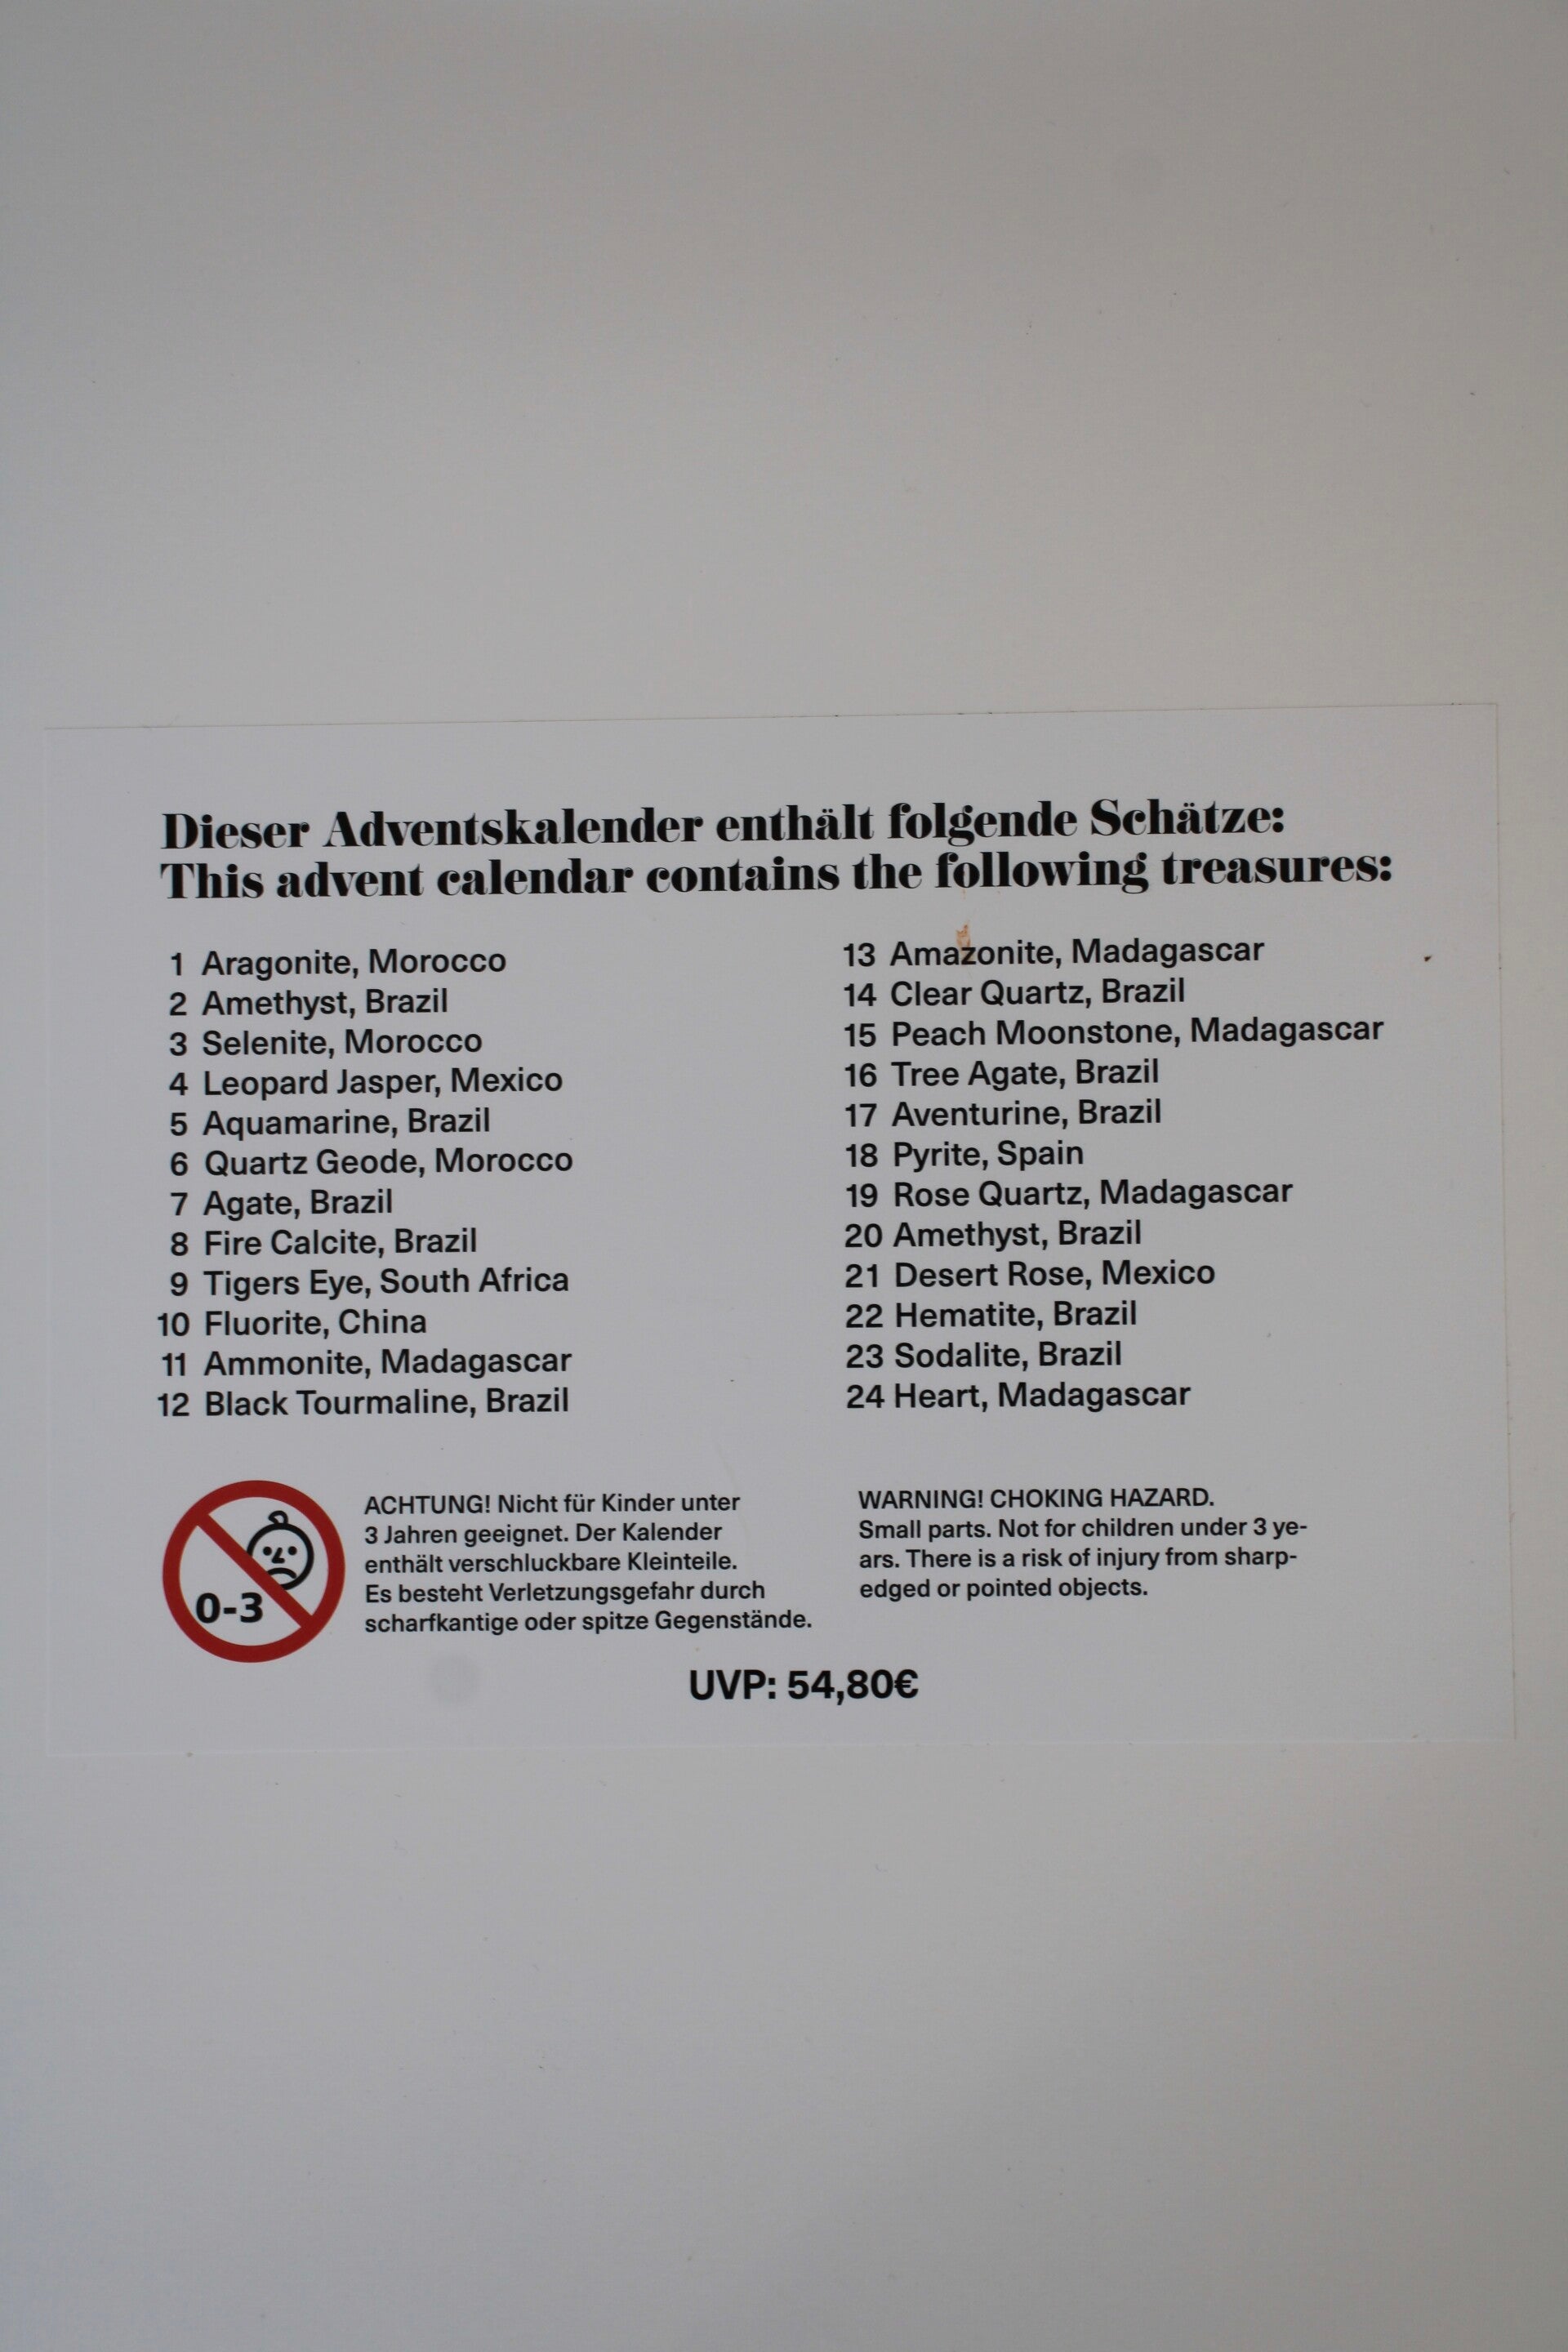 Dieser Adventskalender enthält folgende Schätze:
This advent calendar contains the following treasures:
1 Aragonite, Morocco
2 Amethyst, Brazil
3 Selenite, Morocco
4 Leopard Jasper, Mexico
5 Aquamarine, Brazil
6 Quartz Geode, Morocco
7 Agate, Brazil
8 Fire Calcite, Brazil
9 Tigers Eye, South Africa
10 Fluorite, China
11 Ammonite, Madagascar
12 Black Tourmaline, Brazil
13 Amazonite, Madagascar
14 Clear Quartz, Brazil
15 Peach Moonstone, Madagascar
16 Tree Agate, Brazil
17 Aventurine, Brazil
18 Pyrite, Spain
19 Rose Quartz, Madagascar
20 Amethyst, Brazil
21 Desert Rose, Mexico
22 Hematite, Brazil
23 Sodalite, Brazil
24 Heart, Madagascar
0-3
ACHTUNG! Nicht für Kinder unter
3 Jahren geeignet. Der Kalender
enthält verschluckbare Kleinteile.
Es besteht Verletzungsgefahr durch
scharfkantige oder spitze Gegenstände.
WARNING! CHOKING HAZARD.
Small parts. Not for children under 3 ye-
ars. There is a risk of injury from sharp-
edged or pointed objects.
UVP: 54,80€